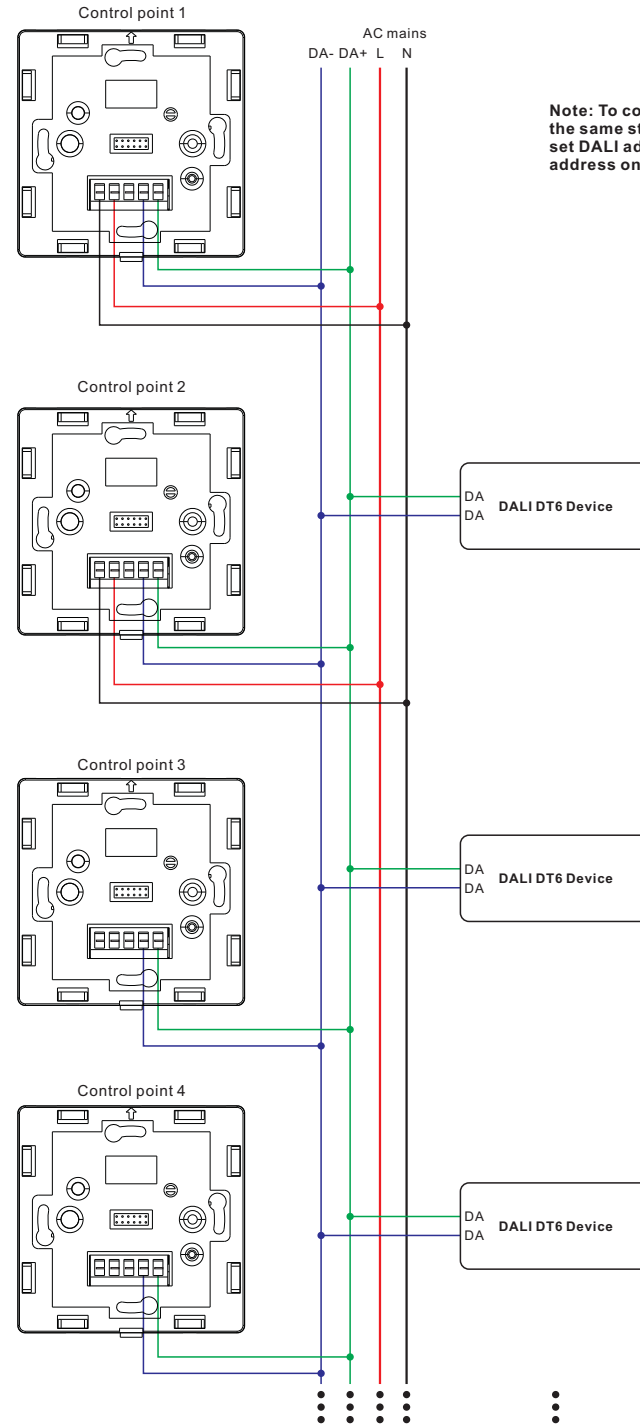 Control point 1
AC mains
DA- DA+ L N
Note: To co
the same st
set DALI ad
address on
Control point 2
DA
DA
DALI DT6 Device
Control point 3
DA
DA
DALI DT6 Device
Control point 4
DA
DA
DALI DT6 Device